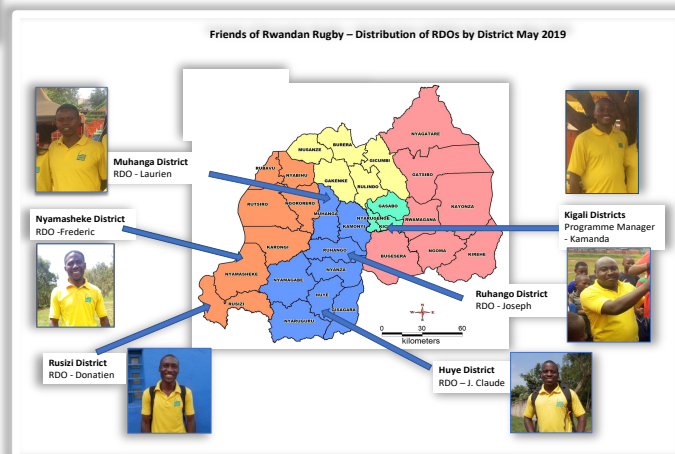 Friends of Rwandan Rugby – Distribution of RDOs by District May 2019
Muhanga District
RDO - Laurien
Nyamasheke District
RDO -Frederic
Rusizi District
RDO - Donatien
Kigali Districts
Programme Manager
- Kamanda
Ruhango District
RDO - Joseph
Huye District
RDO – J. Claude
NYAGATARE
BURERA
MUSANZE
GICUMBI
RUBAVU
NYABIHU
GAKENKE
RULINDO
GATSIBO
RUTSIRO
NGORORERO
MUHANGA
GASABO
KAYONZA
NYARUGENGE
RWAMAGANA
KAMONYI
KARONGI
RUHANGO
BUGESERA
NGOMA
KIREHE
NYAMASHEKE
NYANZA
NYAMAGABE
RUSIZI
HUYE
GISAGARA
NYARUGURU
N
W E
S
0 30 60
kilometers